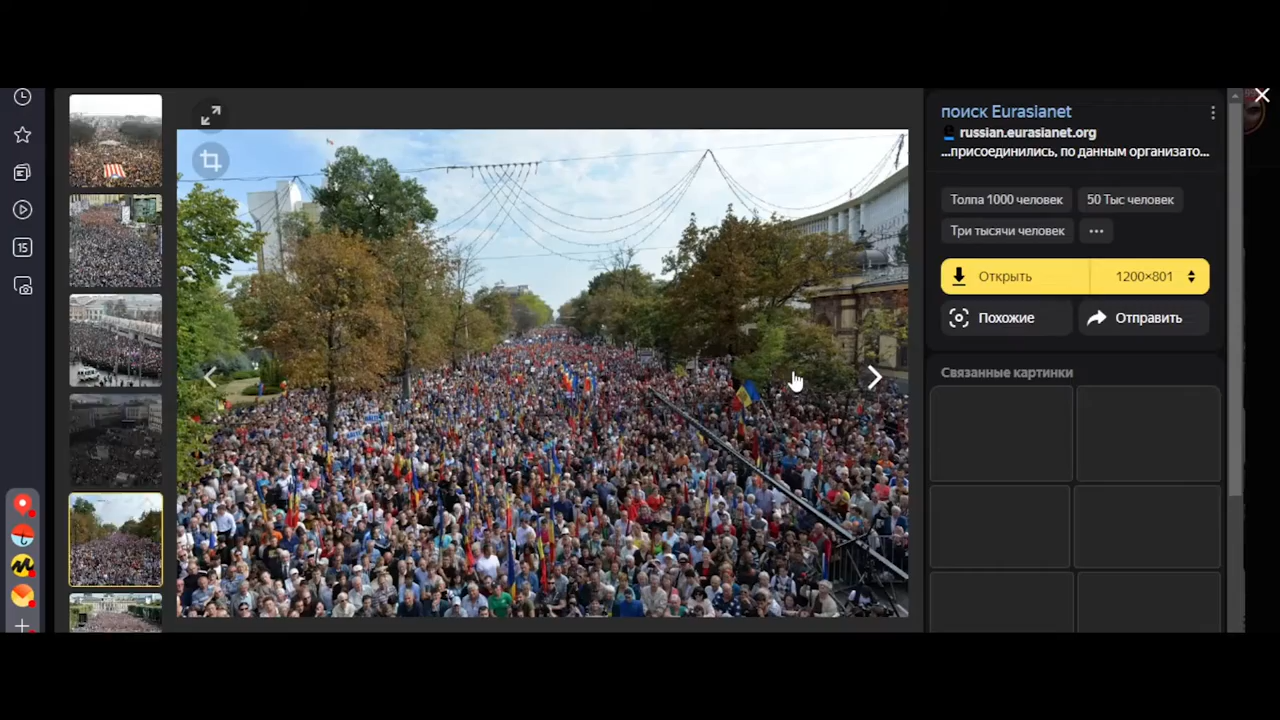 поиск Eurasianet
russian.eurasianet.org
...присоединились, по данным организато...
Толпа 1000 человек
50 Тыс человек
Три тысячи человек
...
Открыть
1200×801
Похожие
Отправить
Связанные картинки
15